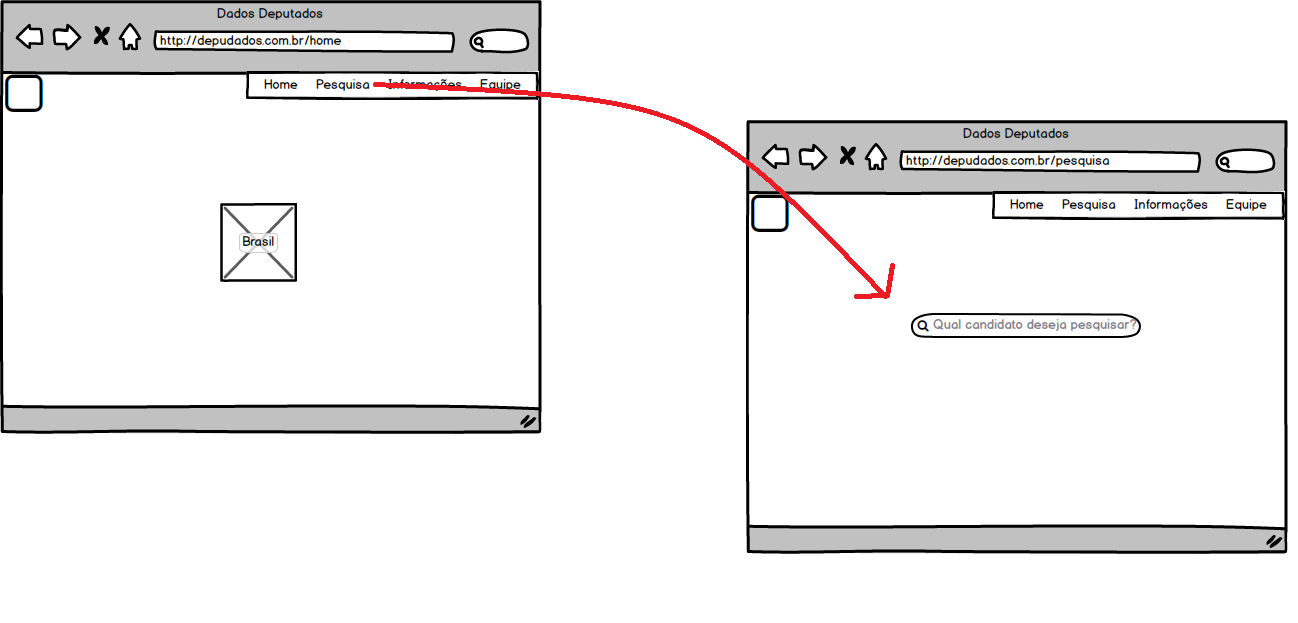 Dados Deputados
http://depudados.com.br/home
Home Pesquisa Informações Equipe
Brasil
Dados Deputados
http://depudados.com.br/pesquisa
Home Pesquisa Informações Equipe
Qual candidato deseja pesquisar?